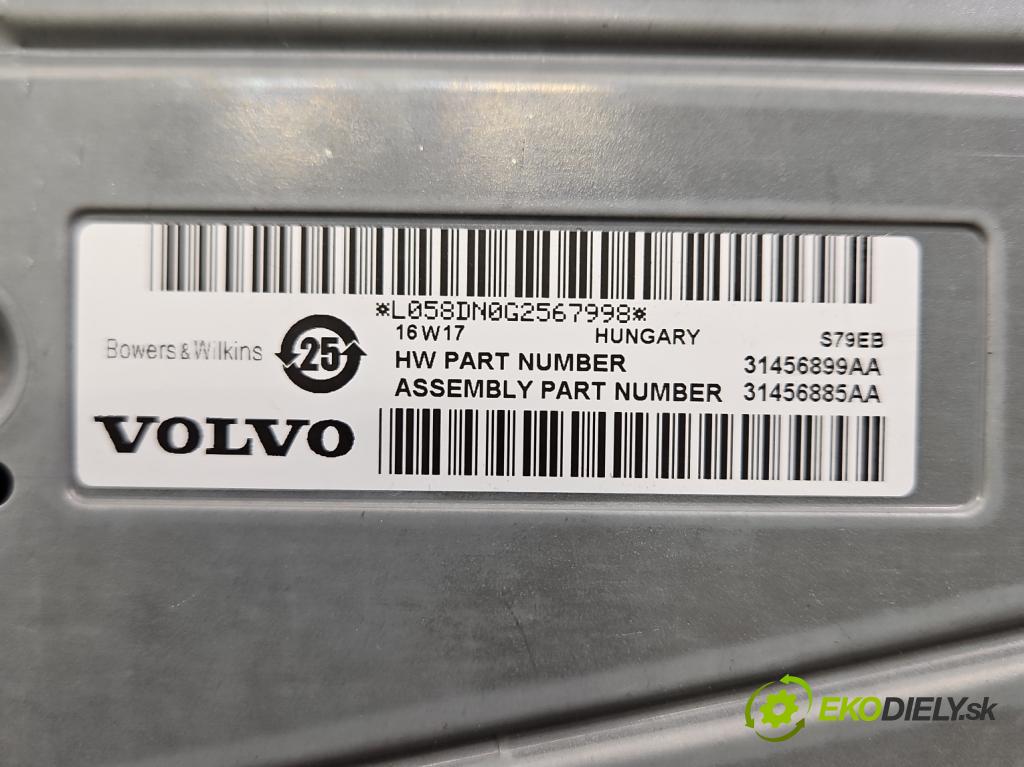 *L058DN0G2567998*
16W17 HUNGARY S79EB
Bowers & Wilkins 25 HW PART NUMBER 31456899AA
ASSEMBLY PART NUMBER 31456885AA
VOLVO
EKODIELY.sk